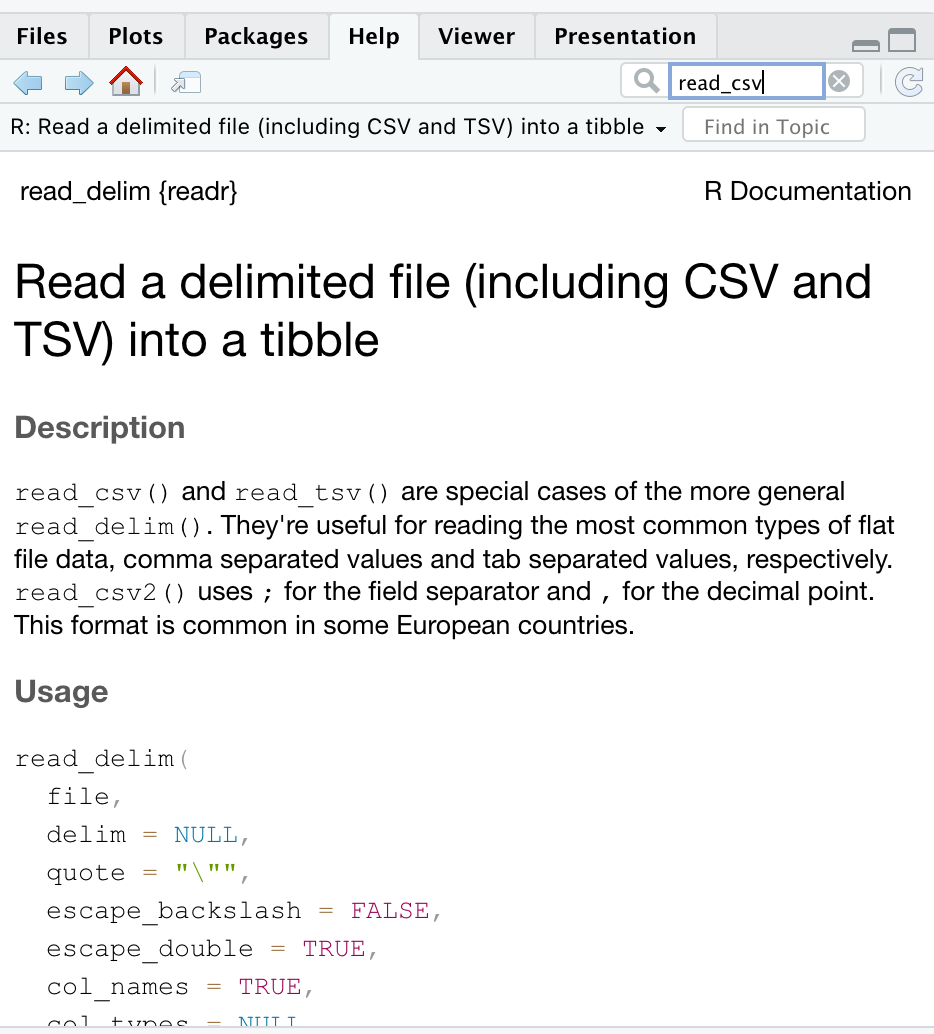 Files Plots Packages Help Viewer Presentation
read_csv
R: Read a delimited file (including CSV and TSV) into a tibble Find in Topic
read_delim {readr} R Documentation
Read a delimited file (including CSV and
TSV) into a tibble
Description
read_csv() and read_tsv() are special cases of the more general
read_delim(). They're useful for reading the most common types of flat
file data, comma separated values and tab separated values, respectively.
read_csv2() uses ; for the field separator and , for the decimal point.
This format is common in some European countries.
Usage
read_delim(
  file,
  delim = NULL,
  quote = "\"",
  escape_backslash = FALSE,
  escape_double = TRUE,
  col_names = TRUE,
  col_types = NULL